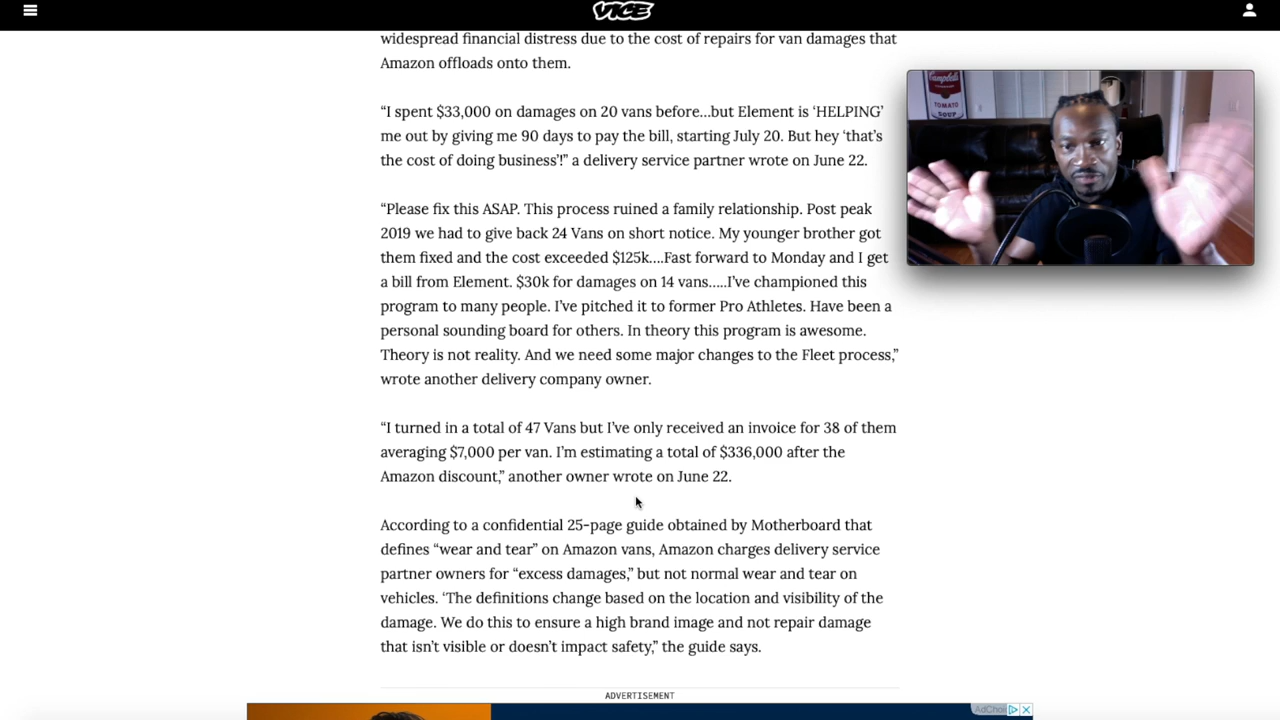 VICE
widespread financial distress due to the cost of repairs for van damages that
Amazon offloads onto them.
“I spent $33,000 on damages on 20 vans before...but Element is ‘HELPING’
me out by giving me 90 days to pay the bill, starting July 20. But hey ‘that’s
the cost of doing business’!” a delivery service partner wrote on June 22.
“Please fix this ASAP. This process ruined a family relationship. Post peak
2019 we had to give back 24 Vans on short notice. My younger brother got
them fixed and the cost exceeded $125k....Fast forward to Monday and I get
a bill from Element. $30k for damages on 14 vans.....I’ve championed this
program to many people. I’ve pitched it to former Pro Athletes. Have been a
personal sounding board for others. In theory this program is awesome.
Theory is not reality. And we need some major changes to the Fleet process,”
wrote another delivery company owner.
“I turned in a total of 47 Vans but I’ve only received an invoice for 38 of them
averaging $7,000 per van. I’m estimating a total of $336,000 after the
Amazon discount,” another owner wrote on June 22.
According to a confidential 25-page guide obtained by Motherboard that
defines “wear and tear” on Amazon vans, Amazon charges delivery service
partner owners for “excess damages,” but not normal wear and tear on
vehicles. ‘The definitions change based on the location and visibility of the
damage. We do this to ensure a high brand image and not repair damage
that isn’t visible or doesn’t impact safety,” the guide says.
ADVERTISEMENT
Campbell's
TOMATO
SOUP